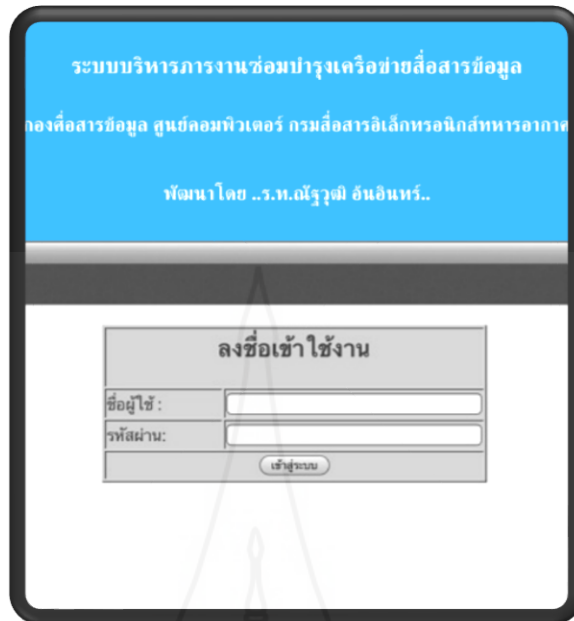 ระบบบริหารภารงานซ่อมบำรุงเครือข่ายสื่อสารข้อมูล
กองสื่อสารข้อมูล ศูนย์คอมพิวเตอร์ กรมสื่อสารอิเล็กทรอนิกส์ทหารอากาศ
พัฒนาโดย ..ร.ท.ณัฐวุฒิ อ้นอินทร์..
ลงชื่อเข้าใช้งาน
ชื่อผู้ใช้ :
รหัสผ่าน:
เข้าสู่ระบบ